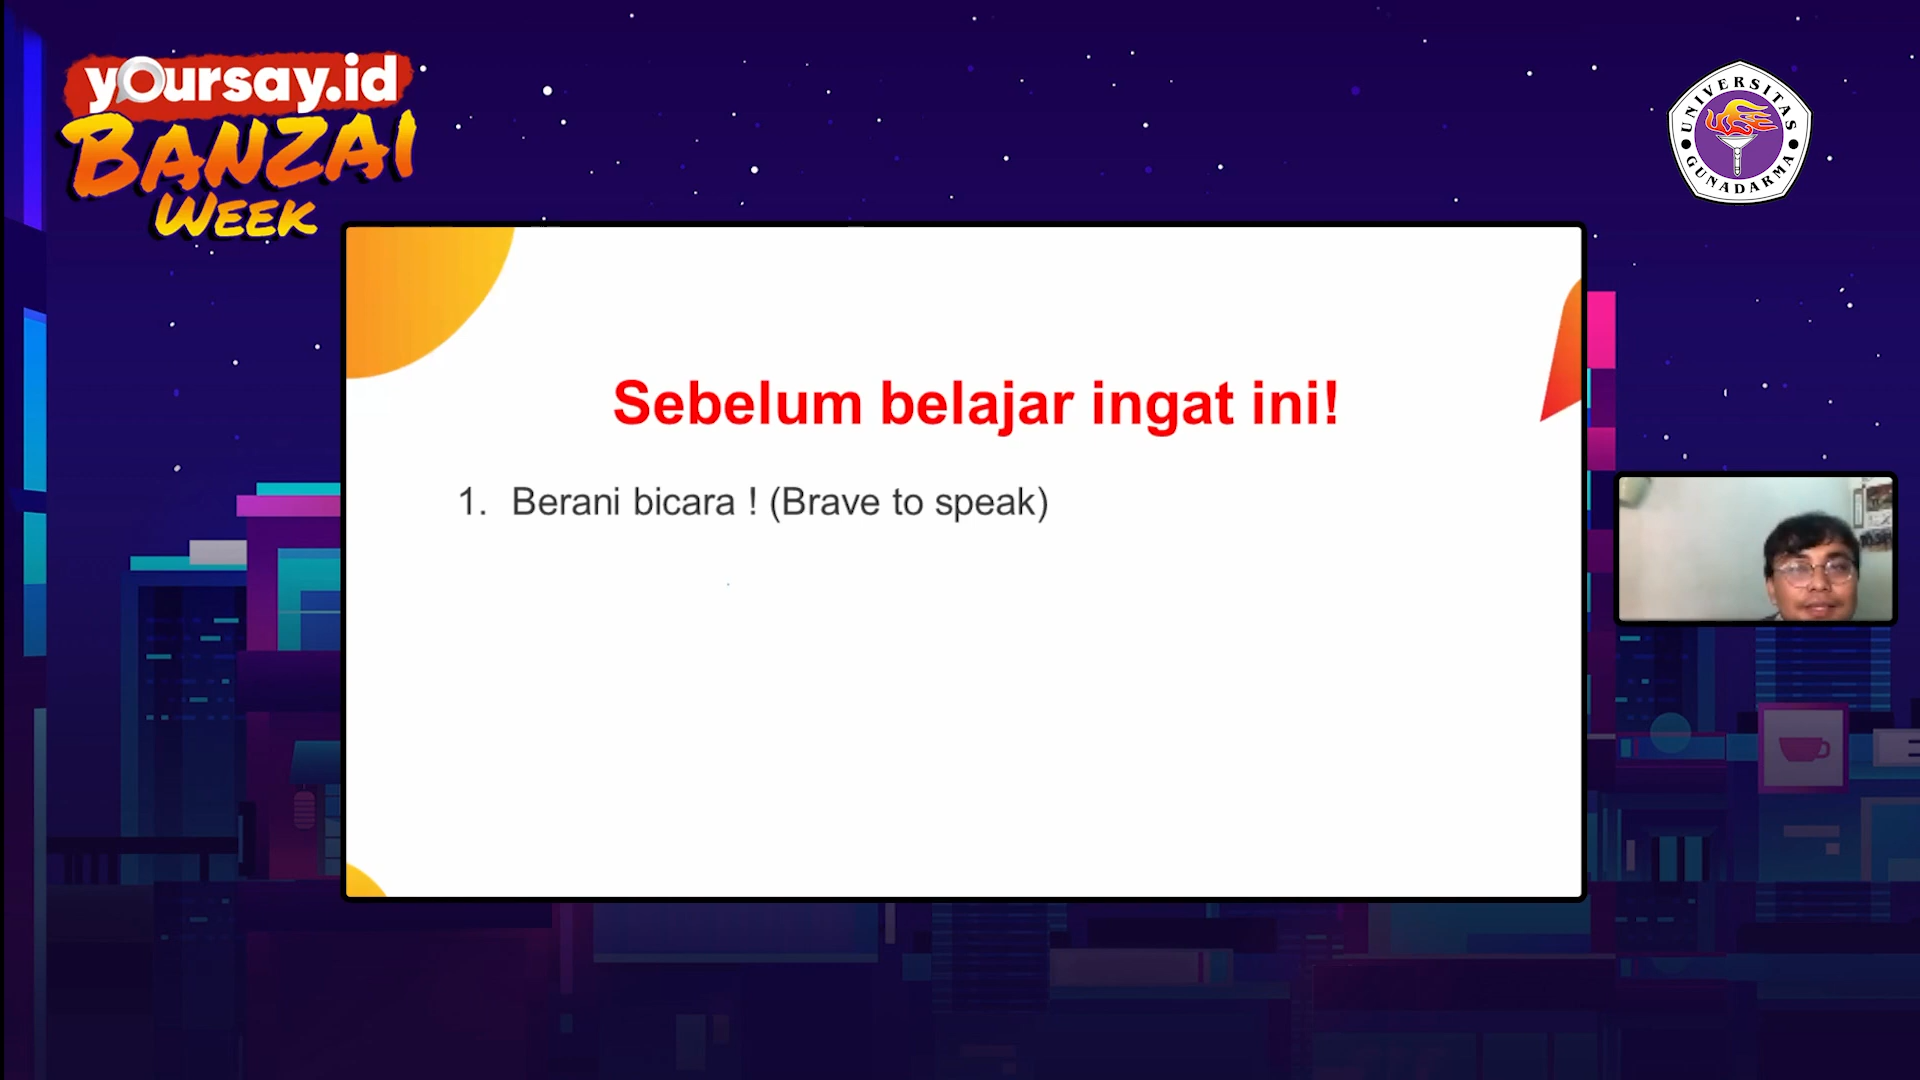 yoursay.id
BANZAI
WEEK
UNIVERSITAS
GUNADARMA
Sebelum belajar ingat ini!
1. Berani bicara ! (Brave to speak)